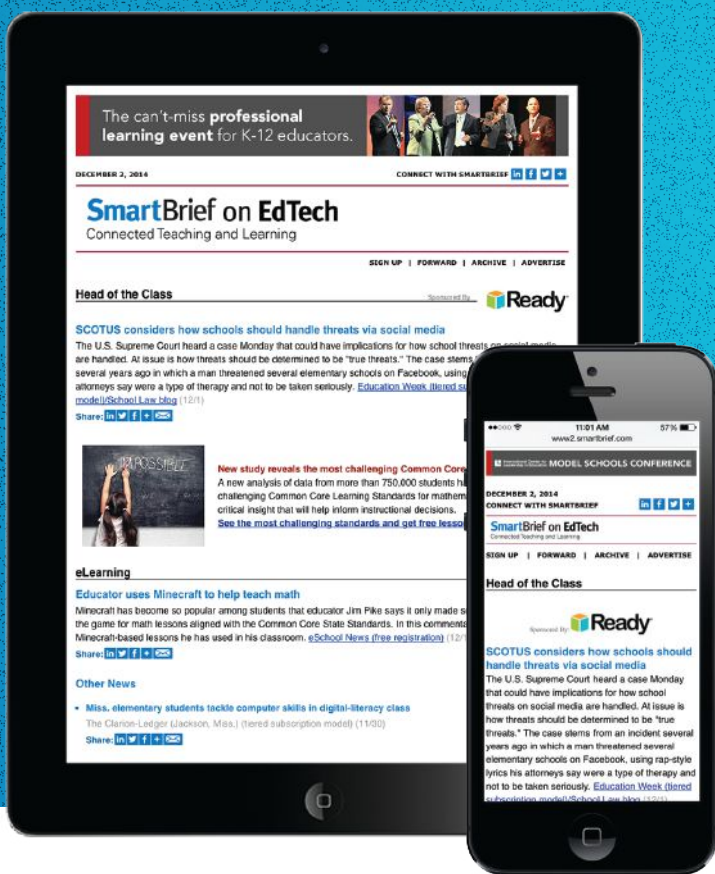 The can't-miss professional
learning event for K-12 educators.
DECEMBER 2, 2014
CONNECT WITH SMARTBRIEF in f +
SmartBrief on EdTech
Connected Teaching and Learning
SIGN UP | FORWARD | ARCHIVE | ADVERTISE
Head of the Class
Sponsored By
Ready
SCOTUS considers how schools should handle threats via social media
The U.S. Supreme Court heard a case Monday that could have implications for how school threats on social media
are handled. At issue is how threats should be determined to be "true threats." The case stems
several years ago in which a man threatened several elementary schools on Facebook, using
attorneys say were a type of therapy and not to be taken seriously. Education Week (tiered
model)/School Law blog (12/1)
Share: in f +
IMPOSSIBLE
New study reveals the most challenging Common Core
A new analysis of data from more than 750,000 students
challenging Common Core Learning Standards for
critical insight that will help inform instructional decisions.
See the most challenging standards and get free
eLearning
Educator uses Minecraft to help teach math
Minecraft has become so popular among students that educator Jim Pike says it only made
the game for math lessons aligned with the Common Core State Standards. In this
Minecraft-based lessons he has used in his classroom. eSchool News (free registration)
Share: in f +
Other News
• Miss. elementary students tackle computer skills in digital-literacy class
The Clarion-Ledger (Jackson, Miss.) (tiered subscription model) (11/30)
Share: in f +
11:01 AM
57%
www2.smartbrief.com
MODEL SCHOOLS CONFERENCE
DECEMBER 2, 2014
CONNECT WITH SMARTBRIEF
in f +
SmartBrief on EdTech
Connected Teaching and Learning
SIGN UP | FORWARD | ARCHIVE | ADVERTISE
Head of the Class
Sponsored By
Ready
SCOTUS considers how schools should
handle threats via social media
The U.S. Supreme Court heard a case Monday
that could have implications for how school
threats on social media are handled. At issue is
how threats should be determined to be "true
threats." The case stems from an incident several
years ago in which a man threatened several
elementary schools on Facebook, using rap-style
lyrics his attorneys say were a type of therapy and
not to be taken seriously. Education Week (tiered
subscription model)/School Law blog (12/1)